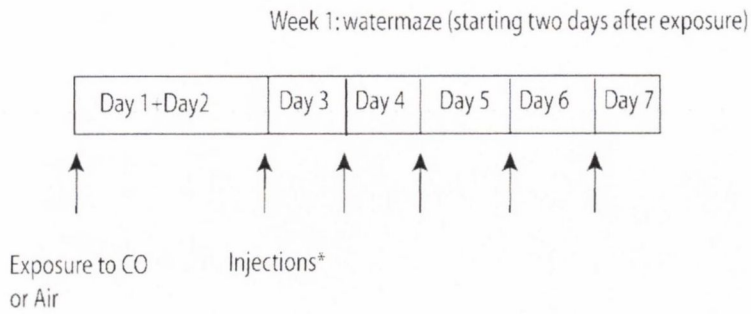 Week 1: watermaze (starting two days after exposure)
Day 1+Day2
Day 3
Day 4
Day 5
Day 6
Day 7
Exposure to CO
or Air
Injections*